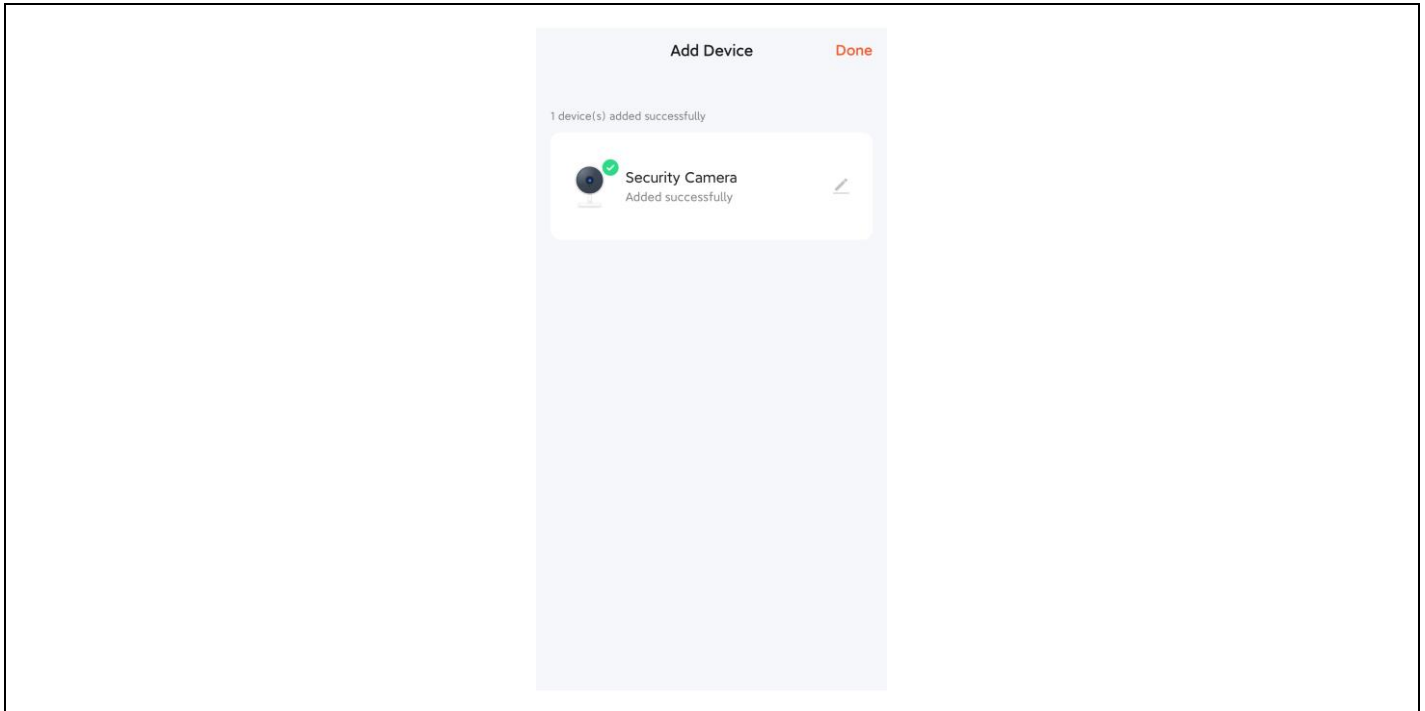 Add Device
Done
1 device(s) added successfully
Security Camera
Added successfully